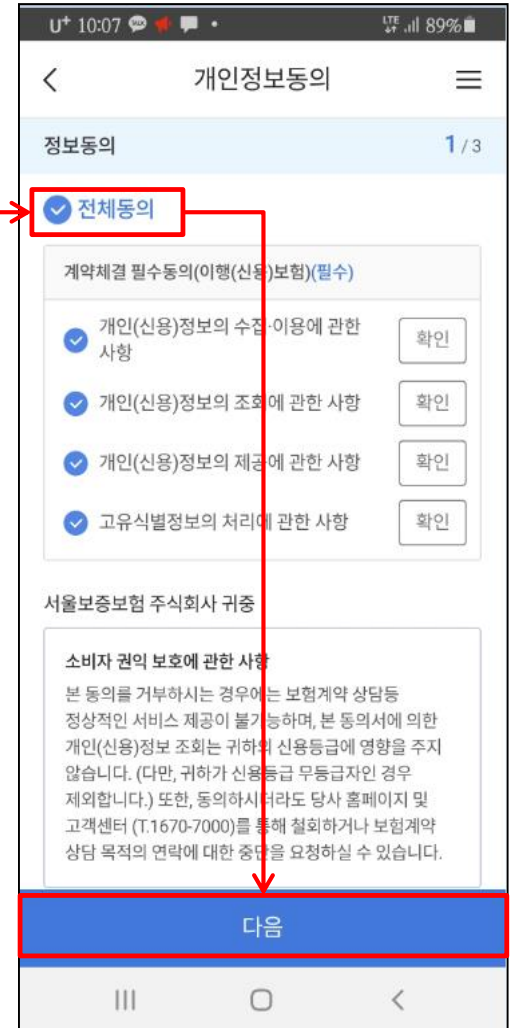 U+ 10:07
LTE 89%
개인정보동의
정보동의 1 / 3
전체동의
계약체결 필수동의(이행(신용)보험)(필수)
개인(신용)정보의 수집·이용에 관한
사항
확인
개인(신용)정보의 조회에 관한 사항
확인
개인(신용)정보의 제공에 관한 사항
확인
고유식별정보의 처리에 관한 사항
확인
서울보증보험 주식회사 귀중
소비자 권익 보호에 관한 사항
본 동의를 거부하시는 경우에는 보험계약 상담등
정상적인 서비스 제공이 불가능하며, 본 동의서에 의한
개인(신용)정보 조회는 귀하의 신용등급에 영향을 주지
않습니다. (다만, 귀하가 신용등급 무등급자인 경우
제외합니다.) 또한, 동의하시더라도 당사 홈페이지 및
고객센터 (T.1670-7000)를 통해 철회하거나 보험계약
상담 목적의 연락에 대한 중단을 요청하실 수 있습니다.
다음